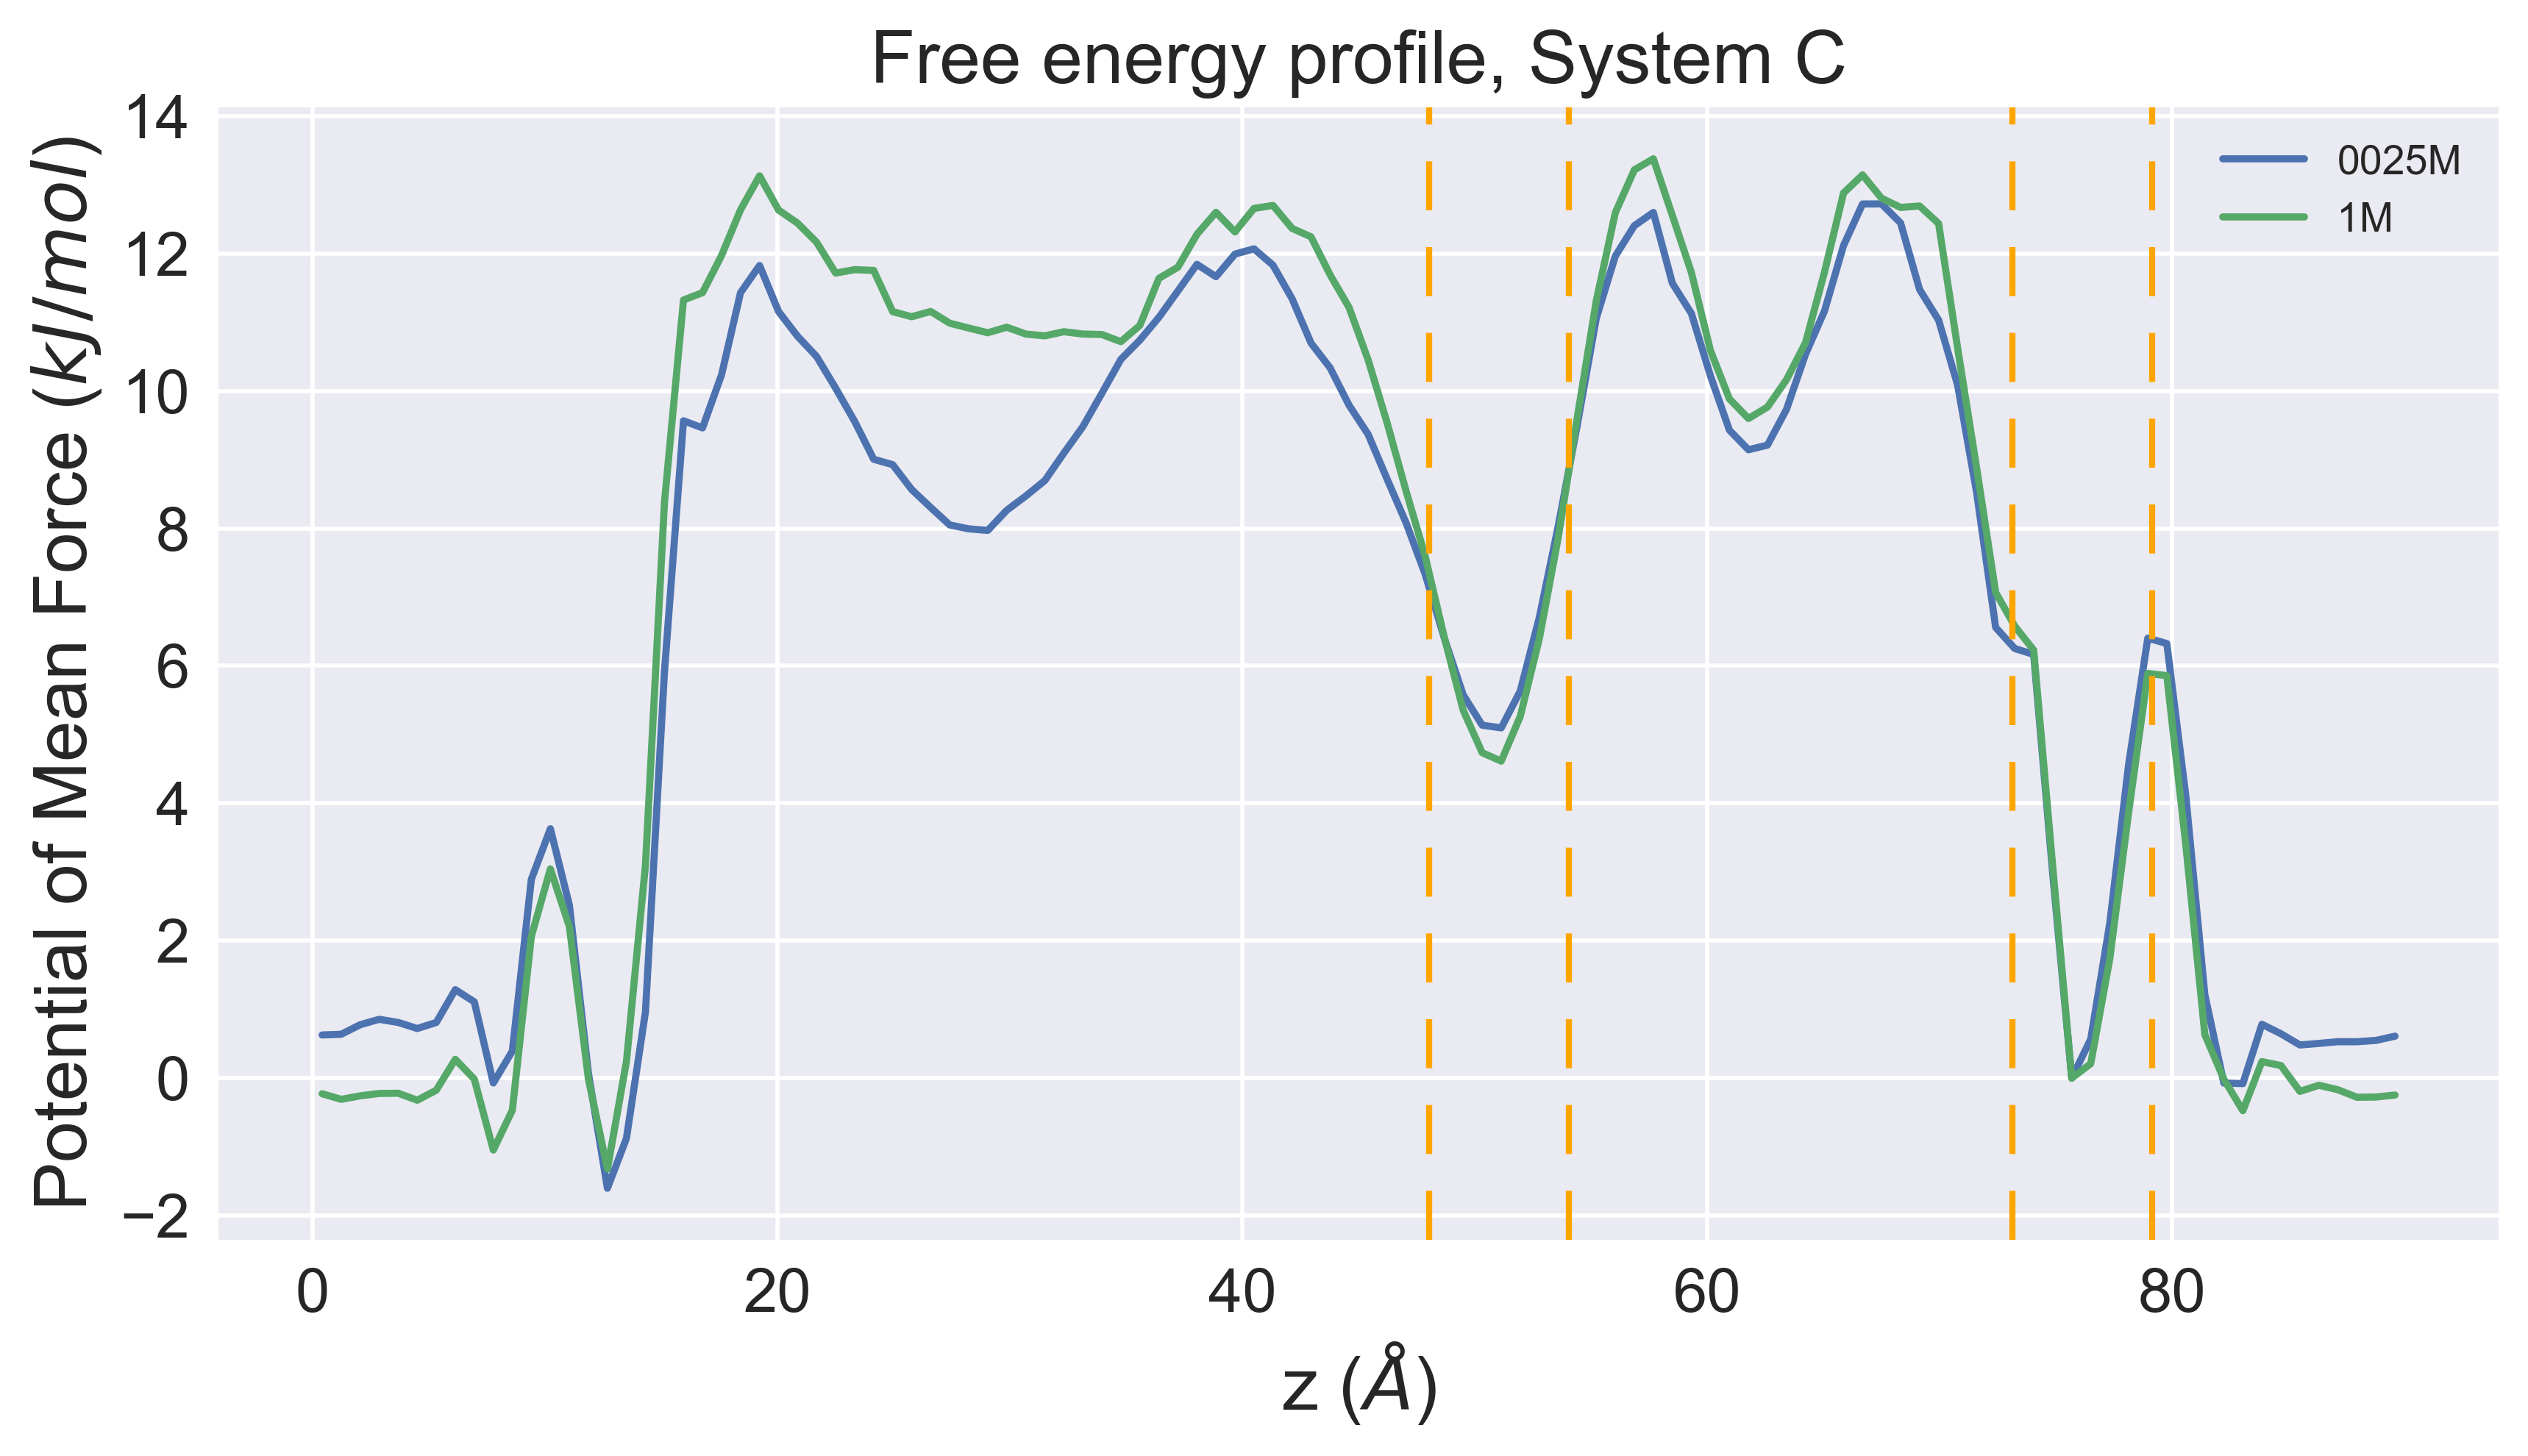 Free energy profile, System C
Potential of Mean Force (kJ/mol)
14
12
10
8
6
4
2
0
−2
0025M
1M
0 20 40 60 80
z (Å)